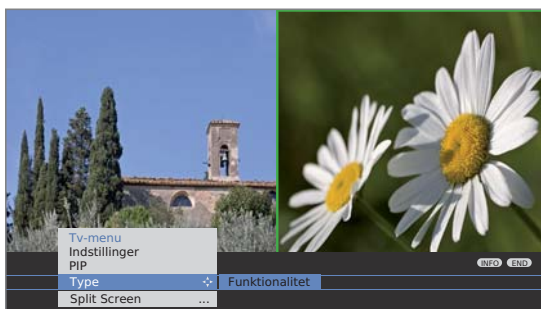 Tv-menu
Indstillinger
PIP
Type Funktionalitet
Split Screen ...
INFO END